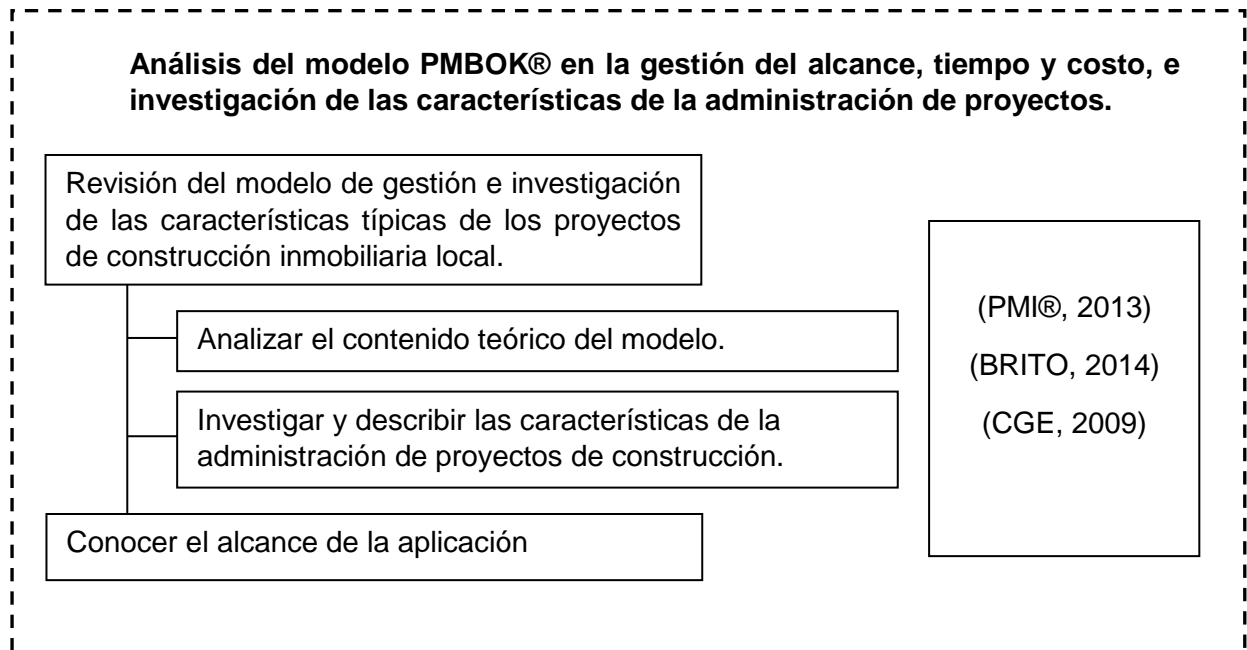 Análisis del modelo PMBOK® en la gestión del alcance, tiempo y costo, e
investigación de las características de la administración de proyectos.
Revisión del modelo de gestión e investigación
de las características típicas de los proyectos
de construcción inmobiliaria local.
Analizar el contenido teórico del modelo.
Investigar y describir las características de la
administración de proyectos de construcción.
Conocer el alcance de la aplicación
(PMI®, 2013)
(BRITO, 2014)
(CGE, 2009)